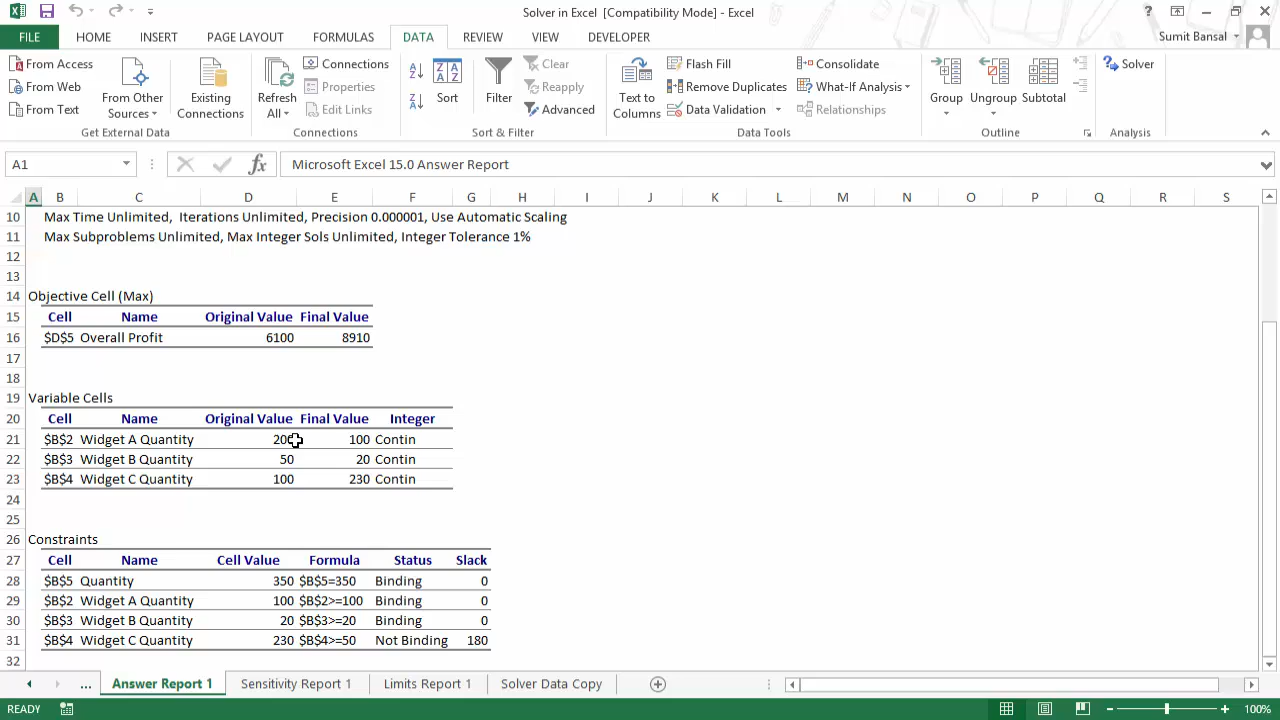 Solver in Excel [Compatibility Mode] - Excel
FILE HOME INSERT PAGE LAYOUT FORMULAS DATA REVIEW VIEW DEVELOPER Sumit Bansal
From Access
From Web
From Text
From Other Sources
Existing Connections
Get External Data
Refresh All
Connections
Properties
Edit Links
Connections
Sort
Filter
Clear
Reapply
Advanced
Sort & Filter
Text to Columns
Flash Fill
Remove Duplicates
Data Validation
Consolidate
What-If Analysis
Relationships
Data Tools
Group
Ungroup
Subtotal
Outline
Solver
Analysis
A1 fx Microsoft Excel 15.0 Answer Report
A B C D E F G H I J K L M N O P Q R S
10 Max Time Unlimited, Iterations Unlimited, Precision 0.000001, Use Automatic Scaling
11 Max Subproblems Unlimited, Max Integer Sols Unlimited, Integer Tolerance 1%
12
13
14 Objective Cell (Max)
15 Cell Name Original Value Final Value
16 $D$5 Overall Profit 6100 8910
17
18
19 Variable Cells
20 Cell Name Original Value Final Value Integer
21 $B$2 Widget A Quantity 200 100 Contin
22 $B$3 Widget B Quantity 50 20 Contin
23 $B$4 Widget C Quantity 100 230 Contin
24
25
26 Constraints
27 Cell Name Cell Value Formula Status Slack
28 $B$5 Quantity 350 $B$5=350 Binding 0
29 $B$2 Widget A Quantity 100 $B$2>=100 Binding 0
30 $B$3 Widget B Quantity 20 $B$3>=20 Binding 0
31 $B$4 Widget C Quantity 230 $B$4>=50 Not Binding 180
32
... Answer Report 1 Sensitivity Report 1 Limits Report 1 Solver Data Copy
READY 100%